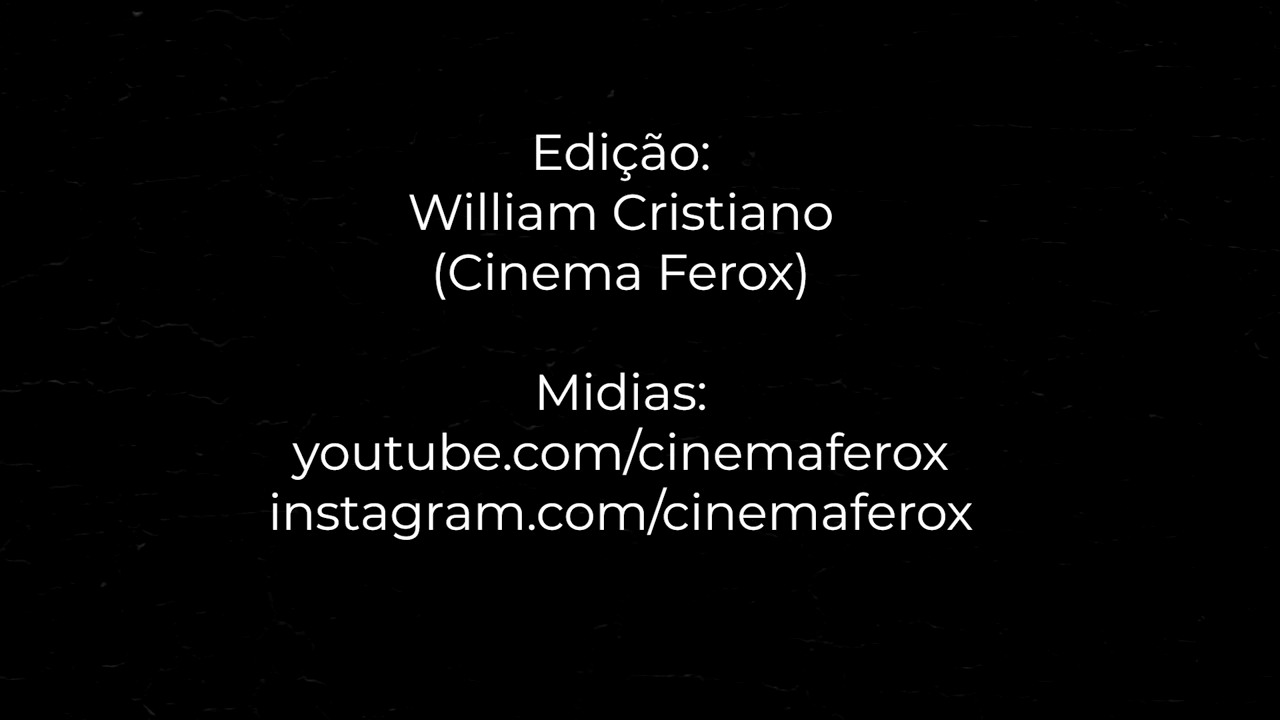 Edição:
William Cristiano
(Cinema Ferox)
Midias:
youtube.com/cinemaferox
instagram.com/cinemaferox